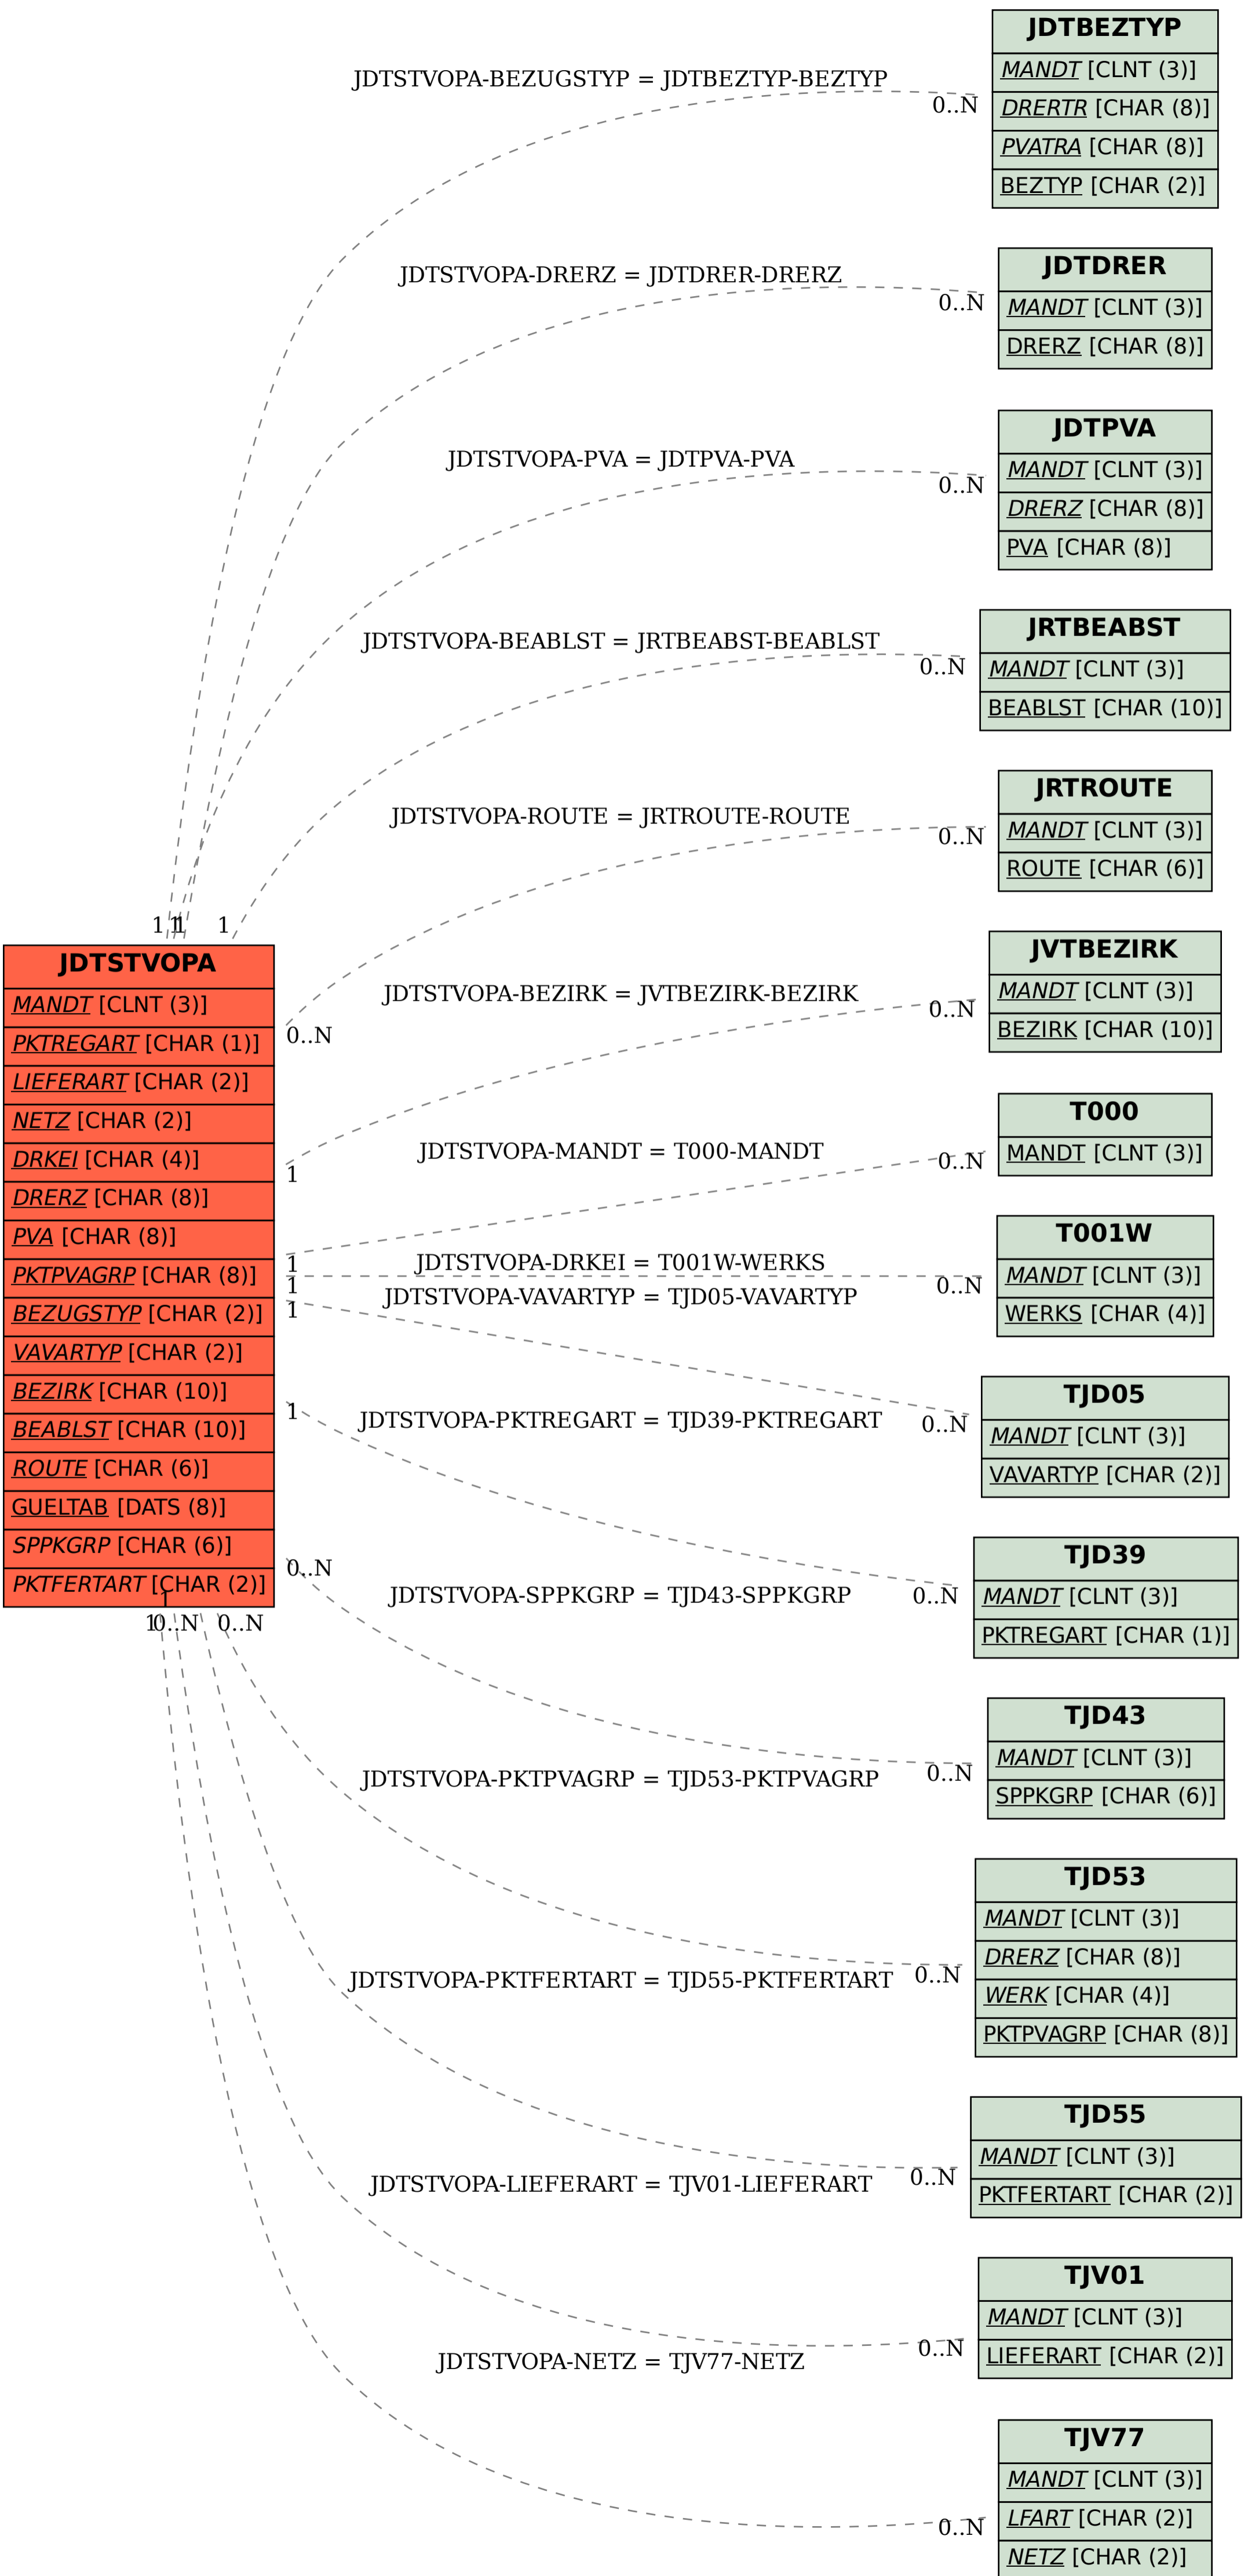 JDTBEZTYP
MANDT [CLNT (3)]
DRERTR [CHAR (8)]
PVATRA [CHAR (8)]
BEZTYP [CHAR (2)]
JDTSTVOPA-BEZUGSTYP = JDTBEZTYP-BEZTYP
0..N
JDTDRER
MANDT [CLNT (3)]
DRERZ [CHAR (8)]
JDTSTVOPA-DRERZ = JDTDRER-DRERZ
0..N
JDTPVA
MANDT [CLNT (3)]
DRERZ [CHAR (8)]
PVA [CHAR (8)]
JDTSTVOPA-PVA = JDTPVA-PVA
0..N
JRTBEABST
MANDT [CLNT (3)]
BEABLST [CHAR (10)]
JDTSTVOPA-BEABLST = JRTBEABST-BEABLST
0..N
JRTROUTE
MANDT [CLNT (3)]
ROUTE [CHAR (6)]
JDTSTVOPA-ROUTE = JRTROUTE-ROUTE
0..N
1
1
1
1
JDTSTVOPA
MANDT [CLNT (3)]
PKTREGART [CHAR (1)]
LIEFERART [CHAR (2)]
NETZ [CHAR (2)]
DRKEI [CHAR (4)]
DRERZ [CHAR (8)]
PVA [CHAR (8)]
PKTPVAGRP [CHAR (8)]
BEZUGSTYP [CHAR (2)]
VAVARTYP [CHAR (2)]
BEZIRK [CHAR (10)]
BEABLST [CHAR (10)]
ROUTE [CHAR (6)]
GUELTAB [DATS (8)]
SPPKGRP [CHAR (6)]
PKTFERTART [CHAR (2)]
0..N
1
1
1
1
1
0..N
1
1
0..N
0..N
JVTBEZIRK
MANDT [CLNT (3)]
BEZIRK [CHAR (10)]
JDTSTVOPA-BEZIRK = JVTBEZIRK-BEZIRK
0..N
T000
MANDT [CLNT (3)]
JDTSTVOPA-MANDT = T000-MANDT
0..N
T001W
MANDT [CLNT (3)]
WERKS [CHAR (4)]
JDTSTVOPA-DRKEI = T001W-WERKS
0..N
JDTSTVOPA-VAVARTYP = TJD05-VAVARTYP
TJD05
MANDT [CLNT (3)]
VAVARTYP [CHAR (2)]
0..N
JDTSTVOPA-PKTREGART = TJD39-PKTREGART
TJD39
MANDT [CLNT (3)]
PKTREGART [CHAR (1)]
0..N
JDTSTVOPA-SPPKGRP = TJD43-SPPKGRP
TJD43
MANDT [CLNT (3)]
SPPKGRP [CHAR (6)]
0..N
JDTSTVOPA-PKTPVAGRP = TJD53-PKTPVAGRP
TJD53
MANDT [CLNT (3)]
DRERZ [CHAR (8)]
WERK [CHAR (4)]
PKTPVAGRP [CHAR (8)]
0..N
JDTSTVOPA-PKTFERTART = TJD55-PKTFERTART
TJD55
MANDT [CLNT (3)]
PKTFERTART [CHAR (2)]
0..N
JDTSTVOPA-LIEFERART = TJV01-LIEFERART
TJV01
MANDT [CLNT (3)]
LIEFERART [CHAR (2)]
0..N
JDTSTVOPA-NETZ = TJV77-NETZ
TJV77
MANDT [CLNT (3)]
LFART [CHAR (2)]
NETZ [CHAR (2)]
0..N